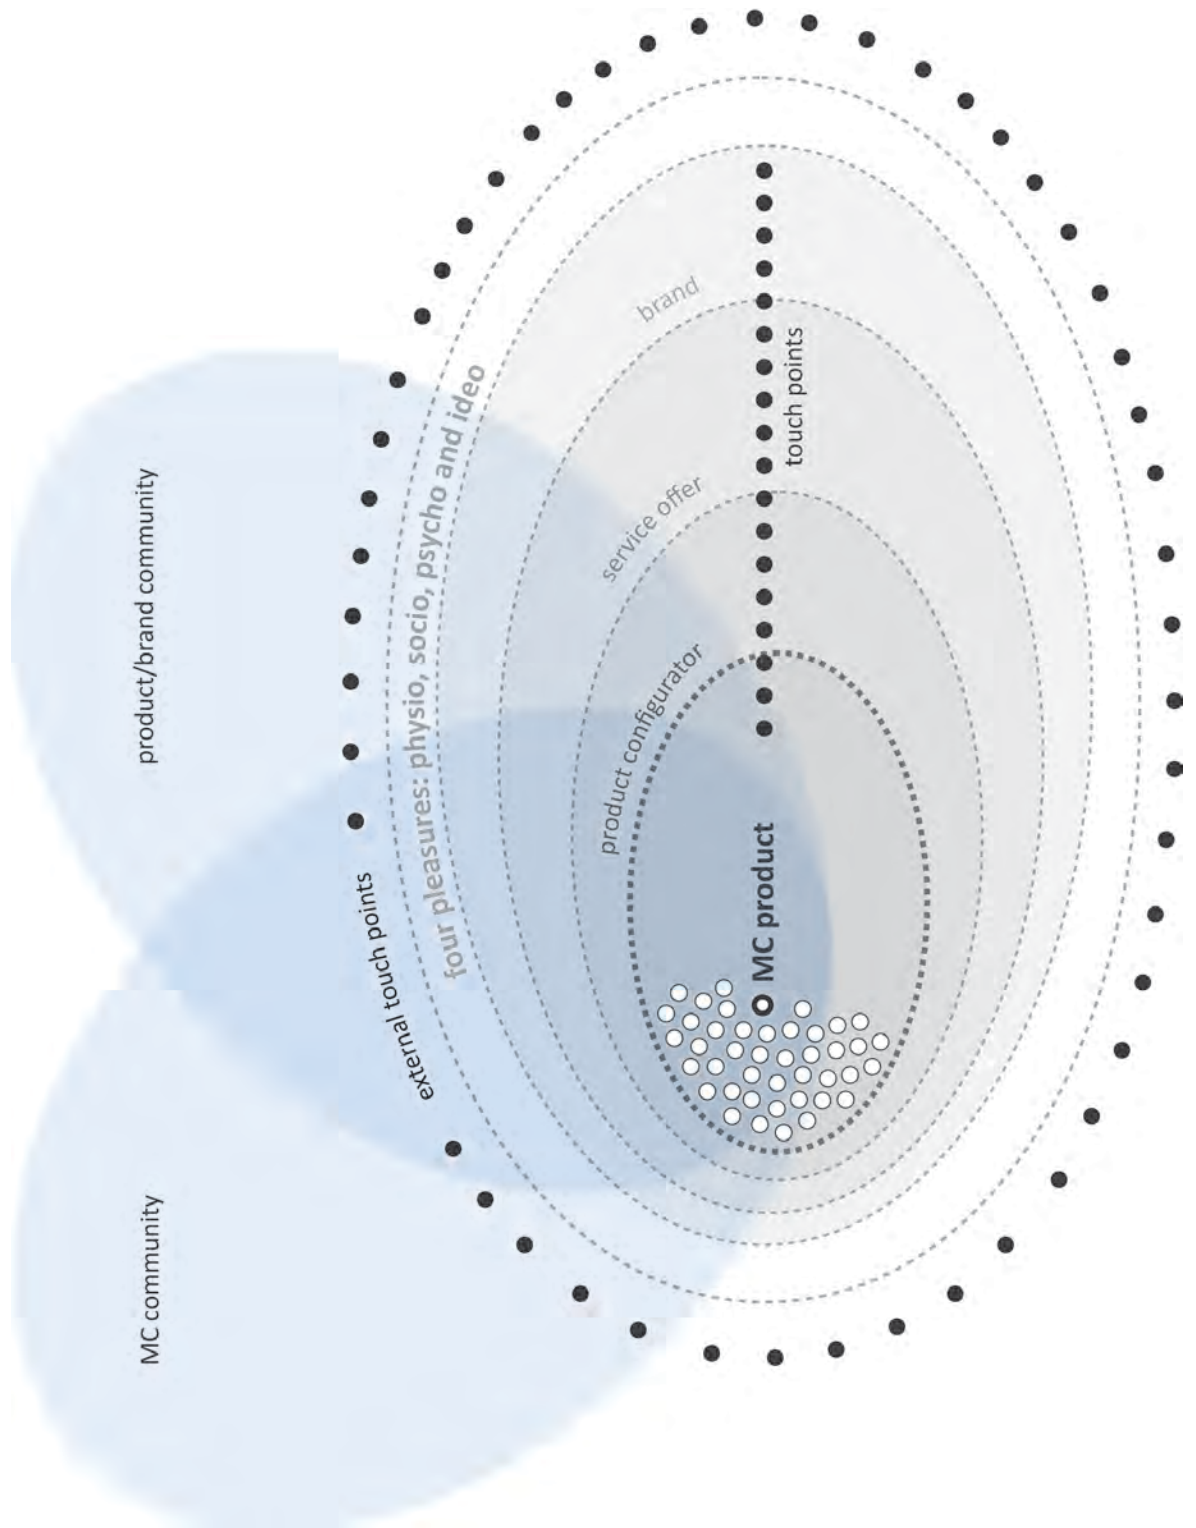 product/brand community
MC community
external touch points
four pleasures: physio, socio, psycho and ideo
brand
service offer
product configurator
MC product
touch points